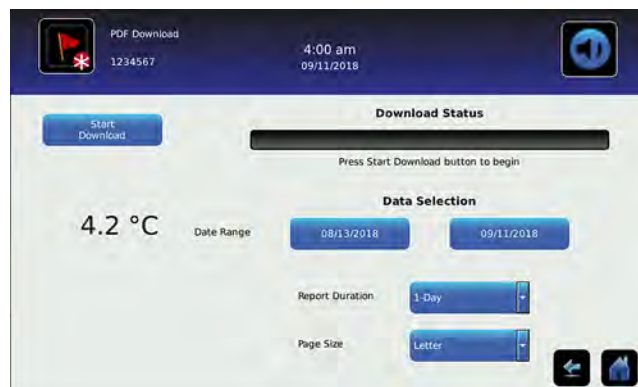 PDF Download
1234567
4:00 am
09/11/2018
Start
Download
Download Status
Press Start Download button to begin
Data Selection
4.2 °C
Date Range
08/13/2018
09/11/2018
Report Duration
1-Day
Page Size
Letter